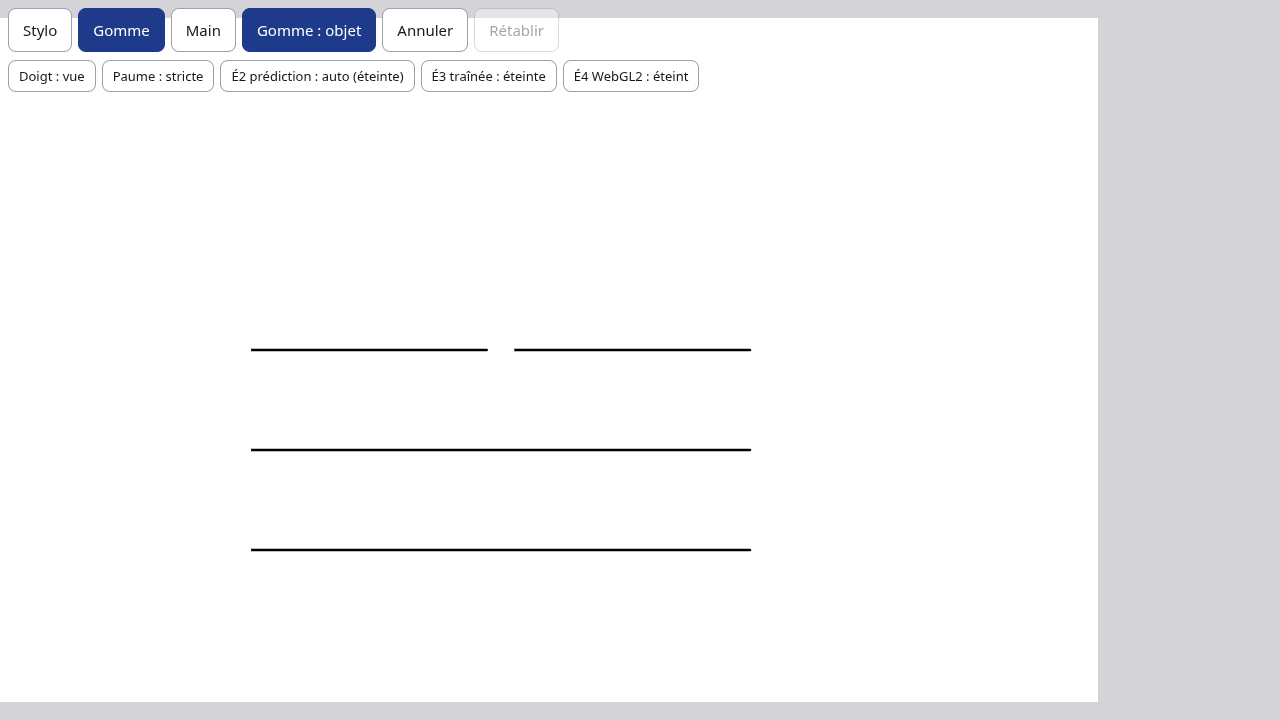 Stylo Gomme Main Gomme : objet Annuler Rétablir
Doigt : vue Paume : stricte É2 prédiction : auto (éteinte) É3 traînée : éteinte É4 WebGL2 : éteint